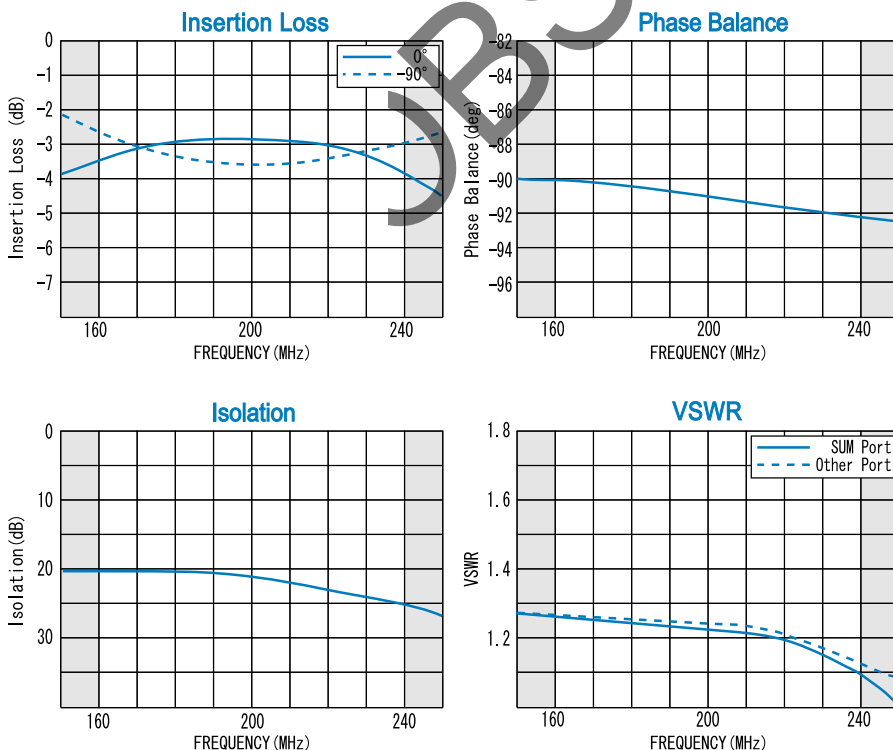 Insertion Loss
0
-1
-2
-3
-4
-5
-6
-7
Insertion Loss (dB)
0°
-90°
160
200
240
FREQUENCY(MHz)
Phase Balance
-82
-84
-86
-88
-90
-92
-94
-96
Phase Balance(deg)
160
200
240
FREQUENCY(MHz)
Isolation
0
10
20
30
Isolation(dB)
160
200
240
FREQUENCY(MHz)
VSWR
1.8
1.6
1.4
1.2
VSWR
SUM Port
Other Port
160
200
240
FREQUENCY(MHz)